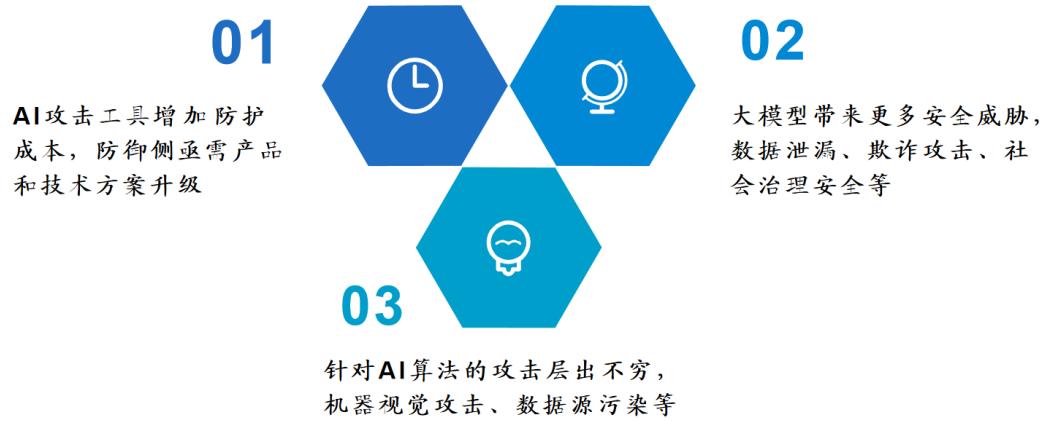 01
AI攻击工具增加防护
成本，防御侧亟需产品
和技术方案升级
02
大模型带来更多安全威胁，
数据泄漏、欺诈攻击、社
会治理安全等
03
针对AI算法的攻击层出不穷，
机器视觉攻击、数据源污染等